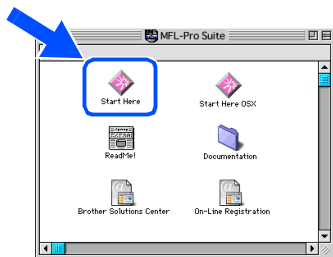 MFL-Pro Suite
Start Here
Start Here OSX
ReadMe!
Documentation
Brother Solutions Center
On-Line Registration